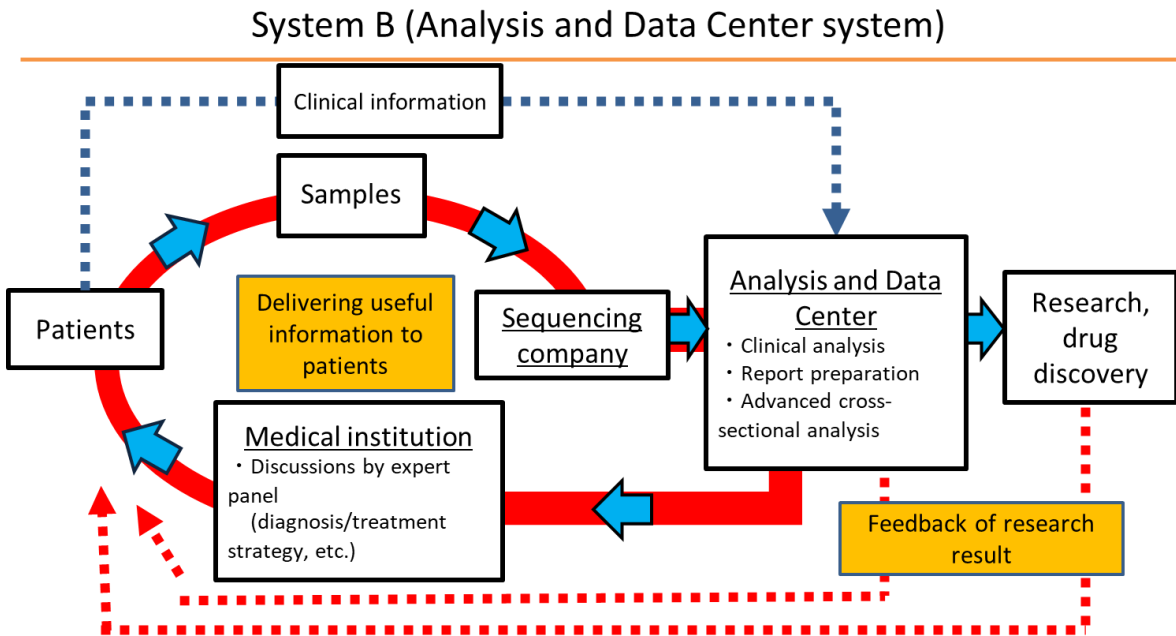 System B (Analysis and Data Center system)
Clinical information
Samples
Patients
Delivering useful
information to
patients
Sequencing
company
Analysis and Data
Center
・Clinical analysis
・Report preparation
・Advanced cross-
sectional analysis
Research,
drug
discovery
Medical institution
・Discussions by expert
panel
(diagnosis/treatment
strategy, etc.)
Feedback of research
result